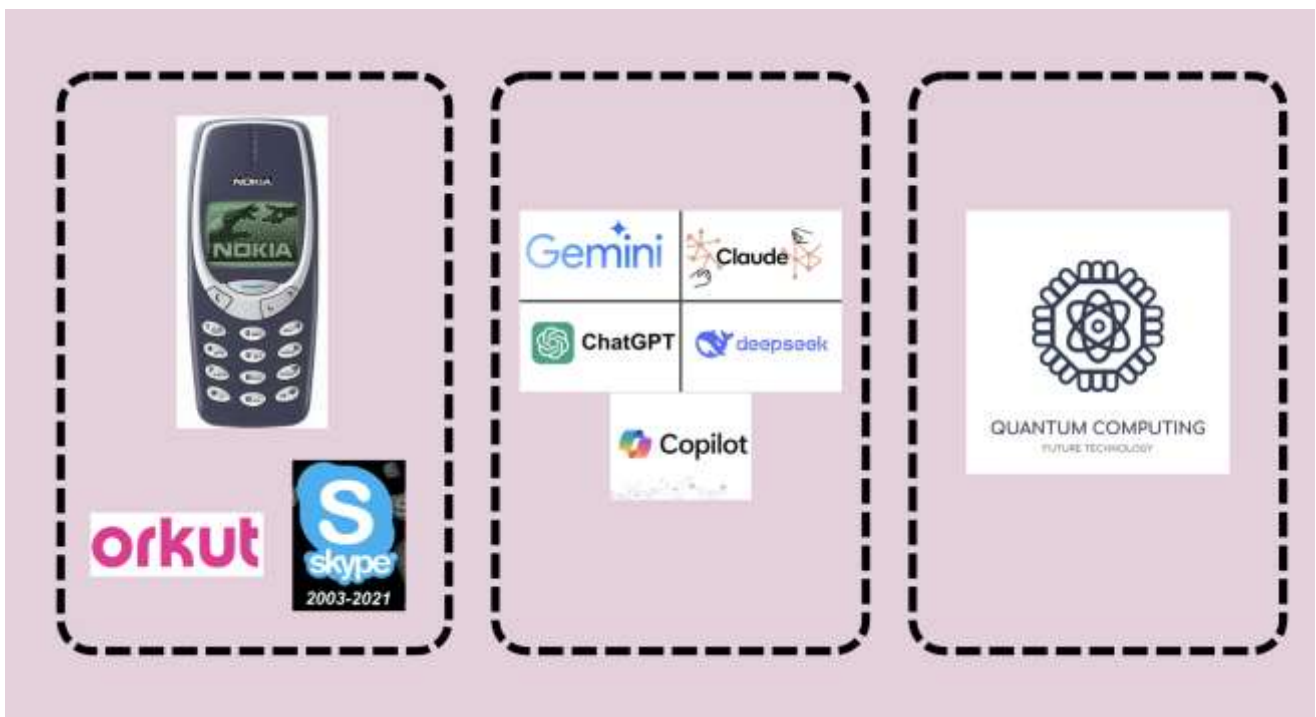 NOKIA
NOKIA
orkut
S
skype
2003-2021
Gemini
Claude
ChatGPT
deepseek
Copilot
QUANTUM COMPUTING
FUTURE TECHNOLOGY